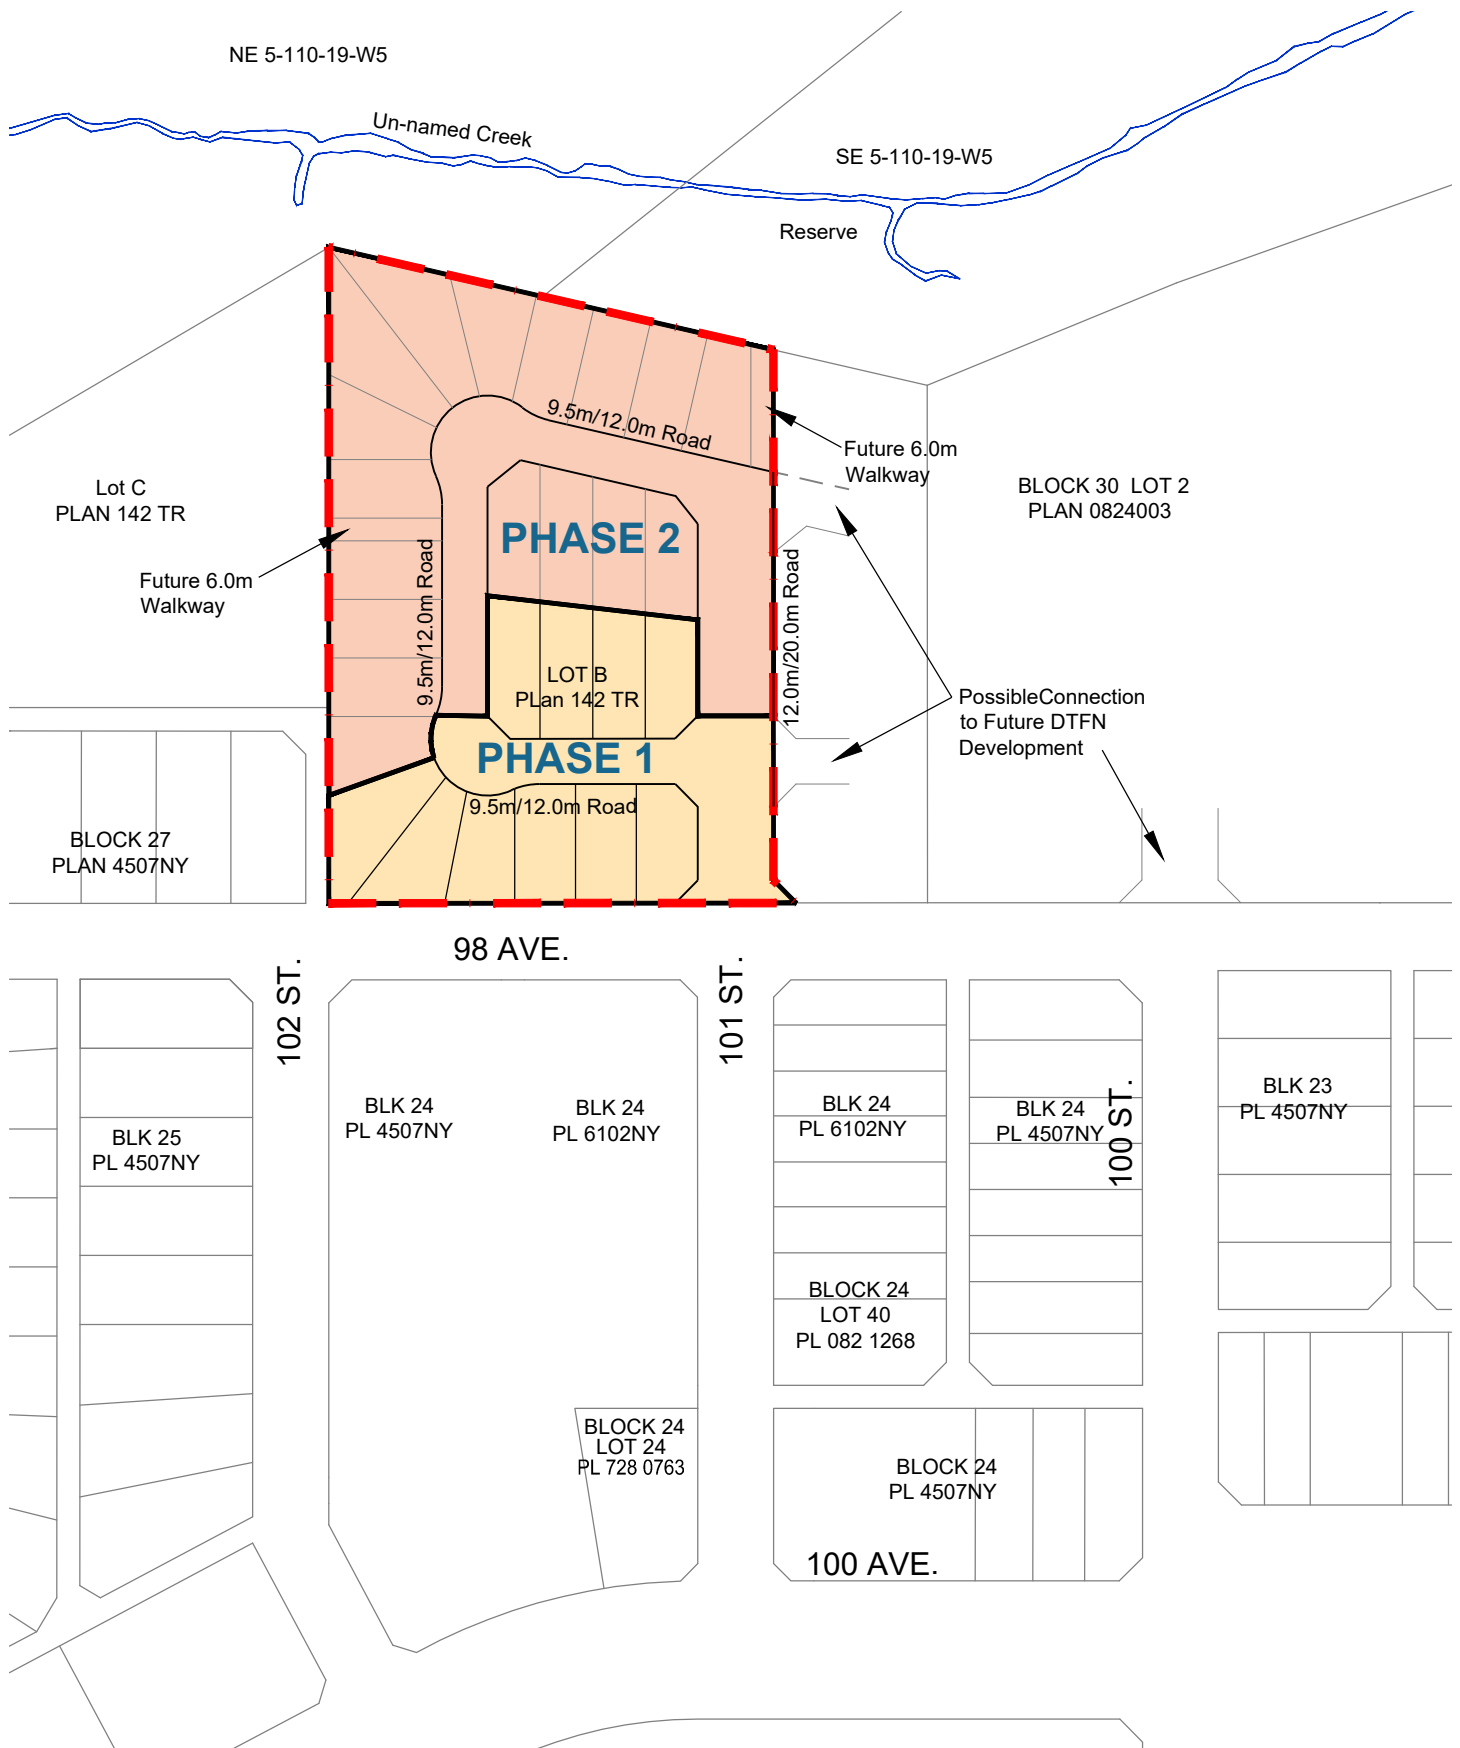 NE 5-110-19-W5
Un-named Creek
SE 5-110-19-W5
Reserve
9.5m/12.0m Road
Future 6.0m
Walkway
Lot C
PLAN 142 TR
BLOCK 30  LOT 2
PLAN 0824003
PHASE 2
Future 6.0m
Walkway
9.5m/12.0m Road
12.0m/20.0m Road
LOT B
PLan 142 TR
PossibleConnection
to Future DTFN
Development
PHASE 1
9.5m/12.0m Road
BLOCK 27
PLAN 4507NY
98 AVE.
102 ST.
101 ST.
BLK 25
PL 4507NY
BLK 24
PL 4507NY
BLK 24
PL 6102NY
BLK 24
PL 6102NY
BLK 24
PL 4507NY
100 ST.
BLK 23
PL 4507NY
BLOCK 24
LOT 40
PL 082 1268
BLOCK 24
LOT 24
PL 728 0763
BLOCK 24
PL 4507NY
100 AVE.